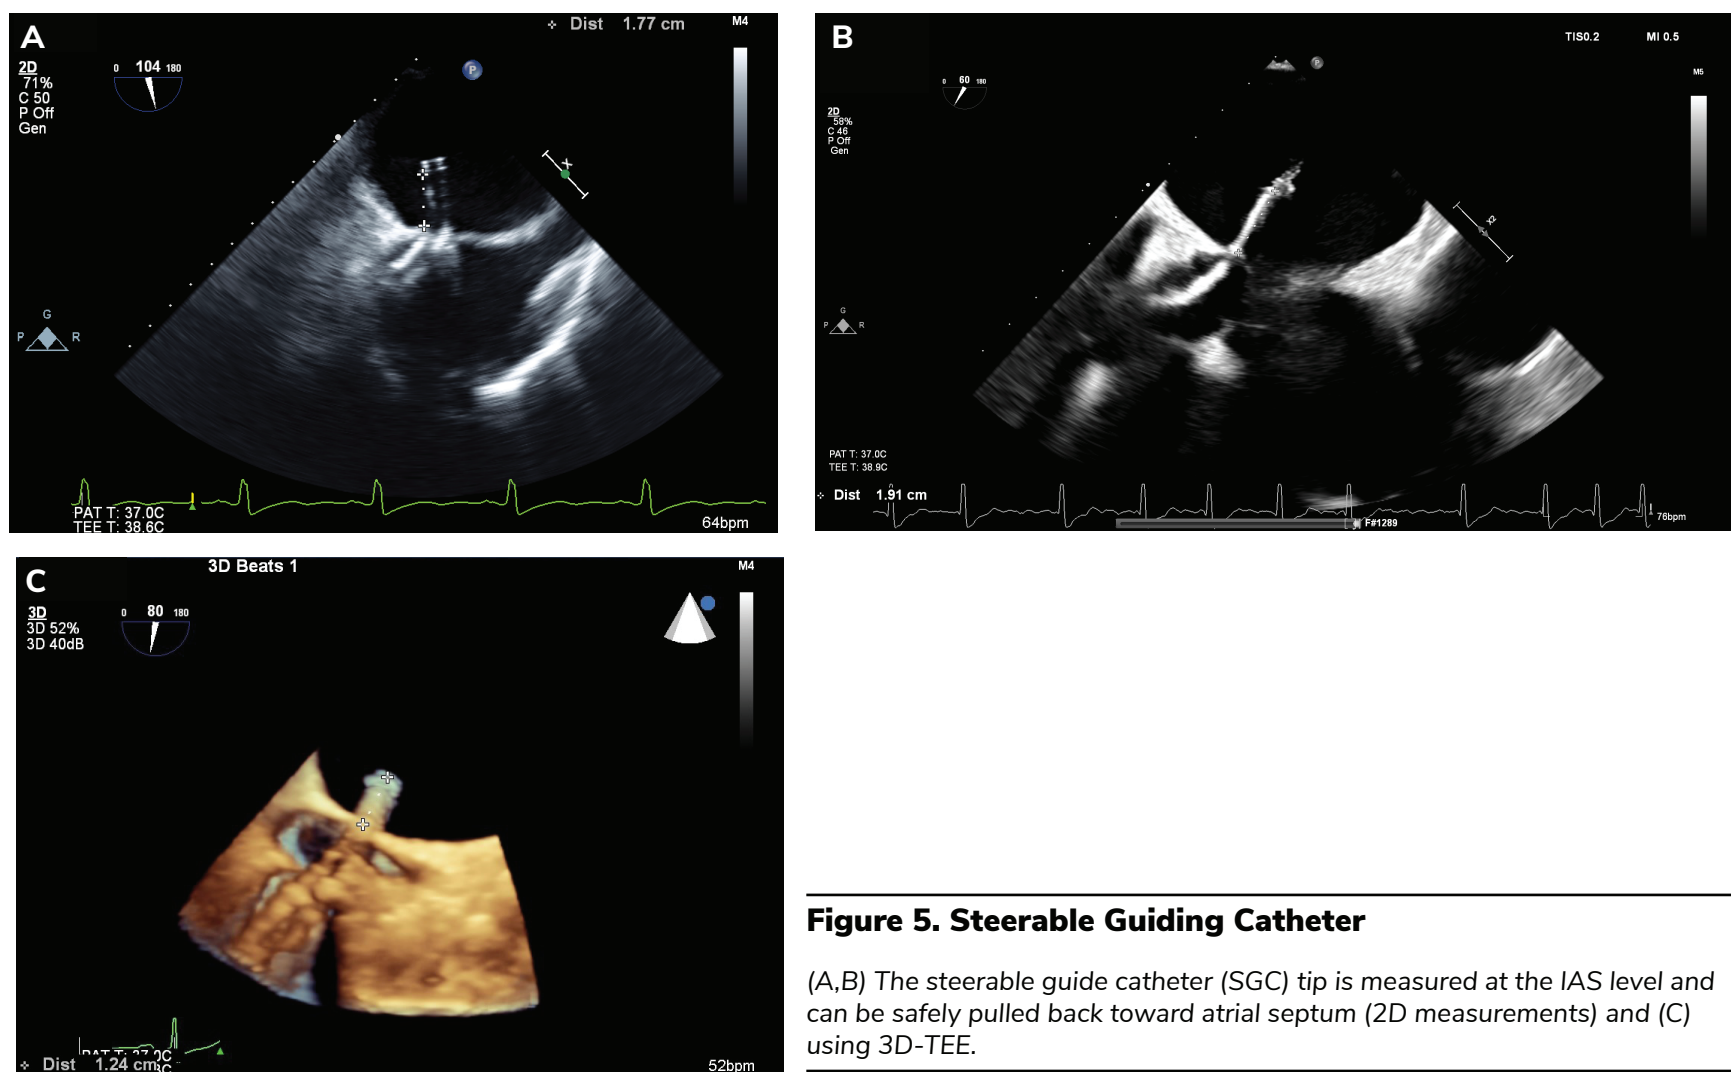 A
Dist 1.77 cm
M4
2D
71%
C 50
P Off
Gen
0 104 180
P
X
G
P R
PAT T: 37.0C
TEE T: 38.6C
64bpm
B
TIS0.2 MI 0.5
M5
0 60 180
P
2D
58%
C 46
P Off
Gen
X2
G
P R
PAT T: 37.0C
TEE T: 38.9C
Dist 1.91 cm
F#1289
76bpm
C
3D Beats 1
M4
3D
3D 52%
3D 40dB
0 80 180
PAT T: 37.0C
Dist 1.24 cm
52bpm
Figure 5. Steerable Guiding Catheter
(A,B) The steerable guide catheter (SGC) tip is measured at the IAS level and
can be safely pulled back toward atrial septum (2D measurements) and (C)
using 3D-TEE.